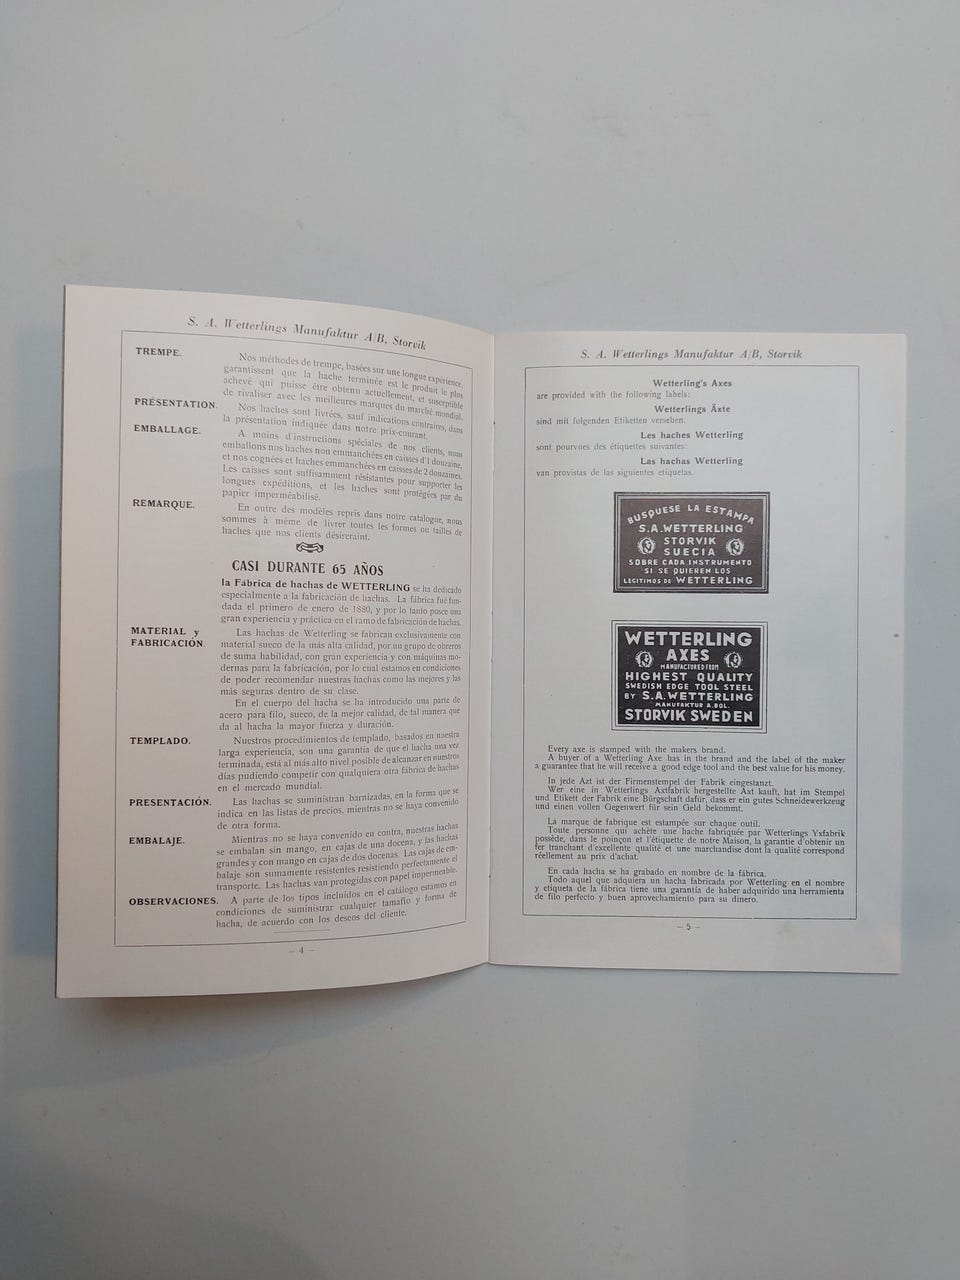 S. A. Wetterlings Manufaktur A/B, Storvik
TREMPE.
Nos méthodes de trempe, basées sur une longue expérience,
garantissent que la hache terminée est le produit le plus
achevé qui puisse être obtenu actuellement, et susceptible
de rivaliser avec les meilleures marques du marché mondial.
PRÉSENTATION.
Nos haches sont livrées, sauf indications contraires, dans
la présentation indiquée dans notre prix-courant.
EMBALLAGE.
A moins d'instructions spéciales de nos clients, nous
emballons nos haches non emmanchées en caisses d'1 douzaine,
et nos cognées et haches emmanchées en caisses de 2 douzaines.
Les caisses sont suffisamment résistantes pour supporter les
longues expéditions, et les haches sont protégées par du
papier imperméabilisé.
REMARQUE.
En outre des modèles repris dans notre catalogue, nous
sommes à même de livrer toutes les formes ou tailles de
haches que nos clients désireraint.
CASI DURANTE 65 AÑOS
la Fábrica de hachas de WETTERLING se ha dedicado
especialmente a la fabricación de hachas. La fábrica fué fun-
dada el primero de enero de 1880, y por lo tanto posee una
gran experiencia y práctica en el ramo de fabricación de hachas.
MATERIAL y
FABRICACIÓN.
Las hachas de Wetterling se fabrican exclusivamente con
material sueco de la más alta calidad, por un grupo de obreros
de suma habilidad, con gran experiencia y con máquinas mo-
dernas para la fabricación, por lo cual estamos en condiciones
de poder recomendar nuestras hachas como las mejores y las
más seguras dentro de su clase.
En el cuerpo del hacha se ha introducido una parte de
acero para filo, sueco, de la mejor calidad, de tal manera que
da al hacha la mayor fuerza y duración.
TEMPLADO.
Nuestros procedimientos de templado, basados en nuestra
larga experiencia, son una garantía de que el hacha una vez
terminada, está al más alto nivel posible de alcanzar en nuestros
días pudiendo competir con qualquiera otra fábrica de hachas
en el mercado mundial.
PRESENTACIÓN.
Las hachas se suministran barnizadas, en la forma que se
indica en las listas de precios, mientras no se haya convenido
de otra forma.
EMBALAJE.
Mientras no se haya convenido en contra, nuestras hachas
se embalan sin mango, en cajas de una docena, y las hachas
grandes y con mango en cajas de dos docenas. Las cajas de em-
balaje son sumamente resistentes resistiendo perfectamente el
transporte. Las hachas van protegidas con papel impermeable.
OBSERVACIONES.
A parte de los tipos incluídos en el catálogo estamos en
condiciones de suministrar cualquier tamaño y forma de
hacha, de acuerdo con los deseos del cliente.
— 4 —
S. A. Wetterlings Manufaktur A/B, Storvik
Wetterling's Axes
are provided with the following labels:
Wetterlings Äxte
sind mit folgenden Etiketten versehen.
Les haches Wetterling
sont pourvues des étiquettes suivantes:
Las hachas Wetterling
van provistas de las siguientes etiquetas.
BUSQUESE LA ESTAMPA
S.A.WETTERLING
STORVIK
SUECIA
SOBRE CADA INSTRUMENTO
SI SE QUIEREN LOS
LEGITIMOS DE WETTERLING
WETTERLING
AXES
MANUFACTURED FROM
HIGHEST QUALITY
SWEDISH EDGE TOOL STEEL
BY S.A.WETTERLING
MANUFAKTUR A.BOL.
STORVIK SWEDEN
Every axe is stamped with the makers brand.
A buyer of a Wetterling Axe has in the brand and the label of the maker
a guarantee that he will receive a good edge tool and the best value for his money.
In jede Azt ist der Firmenstempel der Fabrik eingestanzt.
Wer eine in Wetterlings Axtfabrik hergestellte Axt kauft, hat im Stempel
und Etikett der Fabrik eine Bürgschaft dafür, dass er ein gutes Schneidewerkzeug
und einen vollen Gegenwert für sein Geld bekommt.
La marque de fabrique est estampée sur chaque outil.
Toute personne qui achète une hache fabriquée par Wetterlings Yxfabrik
possède, dans le poinçon et l'étiquette de notre Maison, la garantie d'obtenir un
fer tranchant d'excellente qualité et une marchandise dont la qualité correspond
réellement au prix d'achat.
En cada hacha se ha grabado en nombre de la fábrica.
Todo aquel que adquiera un hacha fabricada por Wetterling en el nombre
y etiqueta de la fábrica tiene una garantía de haber adquirido una herramienta
de filo perfecto y buen aprovechamiento para su dinero.
— 5 —